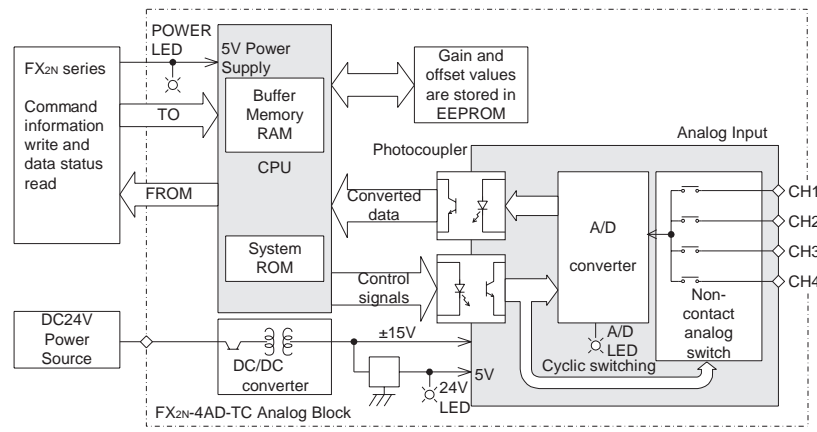 POWER
LED
FX2N series
Command
information
write and
data status
read
TO
FROM
5V Power
Supply
Buffer
Memory
RAM
CPU
System
ROM
Gain and
offset values
are stored in
EEPROM
Analog Input
Photocoupler
Converted
data
Control
signals
A/D
converter
CH1
CH2
CH3
CH4
Non-
contact
analog
switch
A/D
LED
Cyclic switching
DC24V
Power
Source
DC/DC
converter
±15V
5V
24V
LED
FX2N-4AD-TC Analog Block